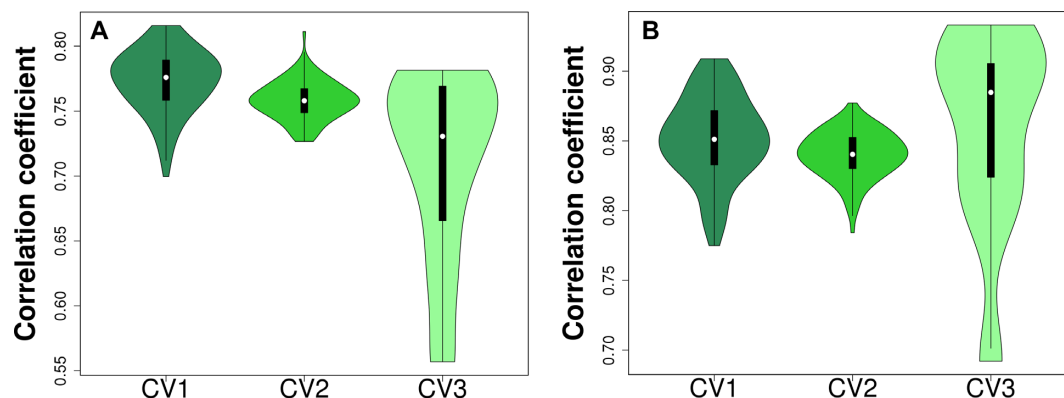 A
Correlation coefficient
0.80
0.75
0.70
0.65
0.60
0.55
CV1 CV2 CV3
B
Correlation coefficient
0.90
0.85
0.80
0.75
0.70
CV1 CV2 CV3